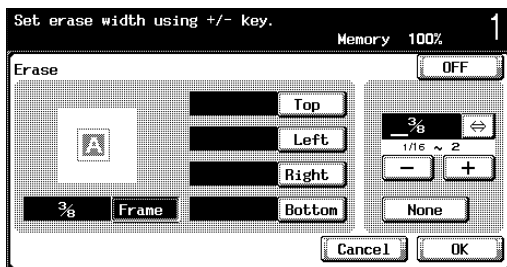 Set erase width using +/- key.
Memory 100% 1
Erase
OFF
Top
Left
Right
Bottom
A
⅜ Frame
⅜ ⇔
1/16 ~ 2
− +
None
Cancel OK